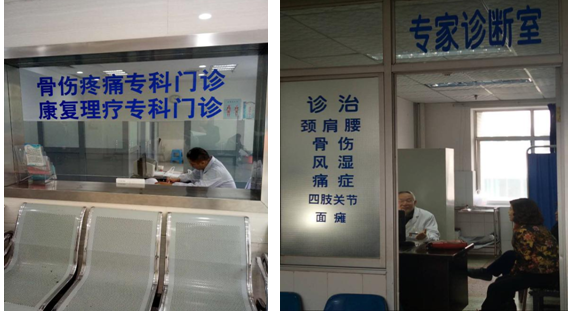 骨伤疼痛专科门诊
康复理疗专科门诊
专家诊断室
诊治
颈肩腰
骨伤
风湿
痛症
四肢关节
面瘫